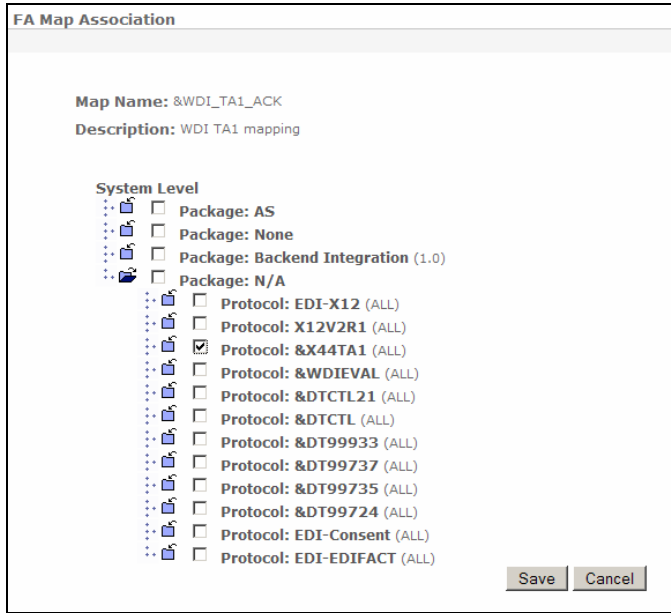 FA Map Association
Map Name: &WDI_TA1_ACK
Description: WDI TA1 mapping
System Level
Package: AS
Package: None
Package: Backend Integration (1.0)
Package: N/A
Protocol: EDI-X12 (ALL)
Protocol: X12V2R1 (ALL)
Protocol: &X44TA1 (ALL)
Protocol: &WDIEVAL (ALL)
Protocol: &DTCTL21 (ALL)
Protocol: &DTCTL (ALL)
Protocol: &DT99933 (ALL)
Protocol: &DT99737 (ALL)
Protocol: &DT99735 (ALL)
Protocol: &DT99724 (ALL)
Protocol: EDI-Consent (ALL)
Protocol: EDI-EDIFACT (ALL)
Save Cancel